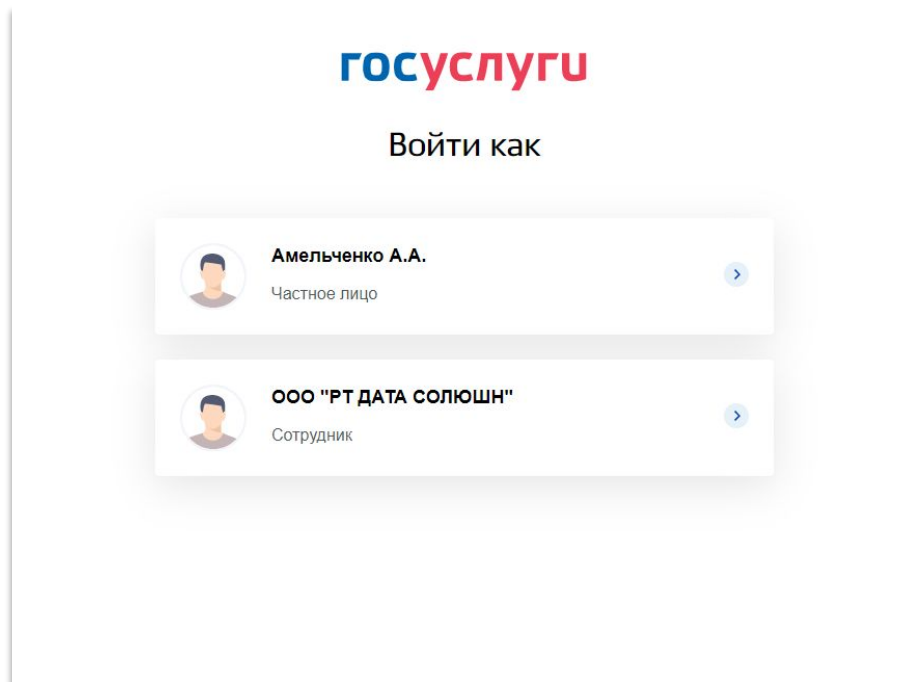 госуслуги
Войти как
Амельченко А.А.
Частное лицо
ООО "РТ ДАТА СОЛЮШН"
Сотрудник